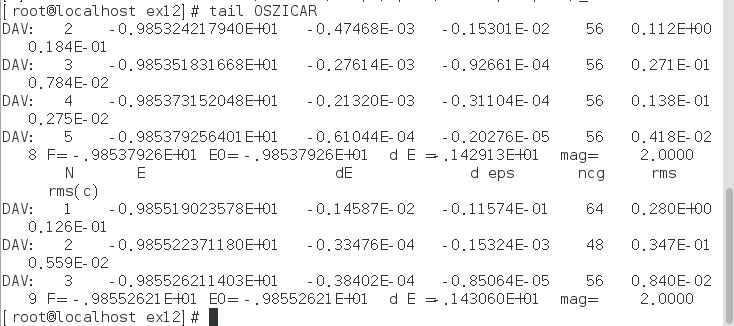 [root@localhost ex12]# tail OSZICAR
DAV:   2    -0.985324217940E+01   -0.47468E-03   -0.15301E-02    56   0.112E+00
   0.184E-01
DAV:   3    -0.985351831668E+01   -0.27614E-03   -0.92661E-04    56   0.271E-01
   0.784E-02
DAV:   4    -0.985373152048E+01   -0.21320E-03   -0.31104E-04    56   0.138E-01
   0.275E-02
DAV:   5    -0.985379256401E+01   -0.61044E-04   -0.20276E-05    56   0.418E-02
   8 F=-.98537926E+01 E0=-.98537926E+01  d E =-.142913E+01  mag=     2.0000
       N       E                     dE             d eps       ncg     rms
     rms(c)
DAV:   1    -0.985519023578E+01   -0.14587E-02   -0.11574E-01    64   0.280E+00
   0.126E-01
DAV:   2    -0.985522371180E+01   -0.33476E-04   -0.15324E-03    48   0.347E-01
   0.559E-02
DAV:   3    -0.985526211403E+01   -0.38402E-04   -0.85064E-05    56   0.840E-02
   9 F=-.98552621E+01 E0=-.98552621E+01  d E =-.143060E+01  mag=     2.0000
[root@localhost ex12]#